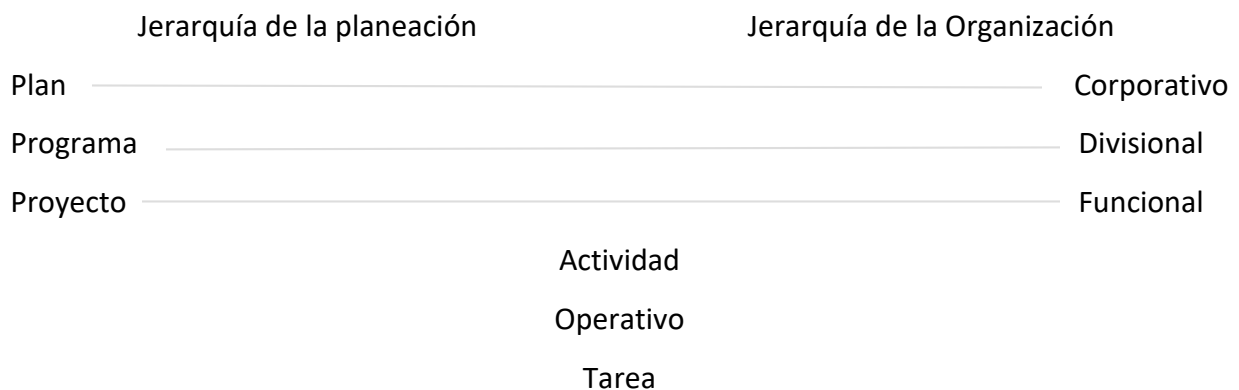 Jerarquía de la planeación Jerarquía de la Organización
Plan Corporativo
Programa Divisional
Proyecto Funcional
Actividad
Operativo
Tarea